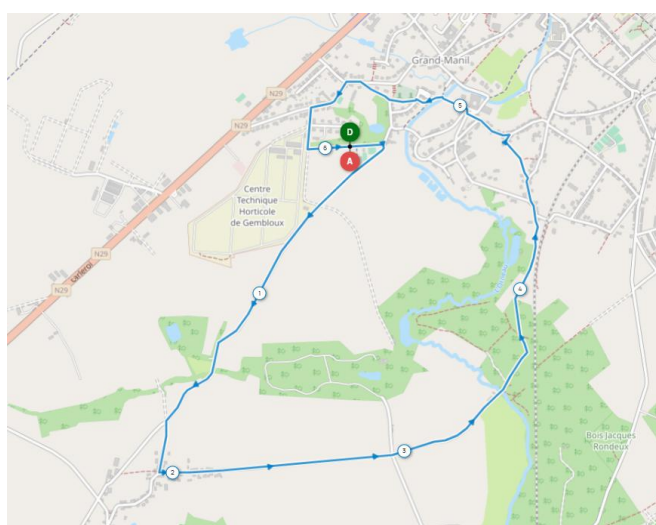 Grand-Manil
5
D
6
A
Centre
Technique
Horticole
de Gembloux
N29
N29
N29
1
4
2
3
Bois Jacques
Rondeux